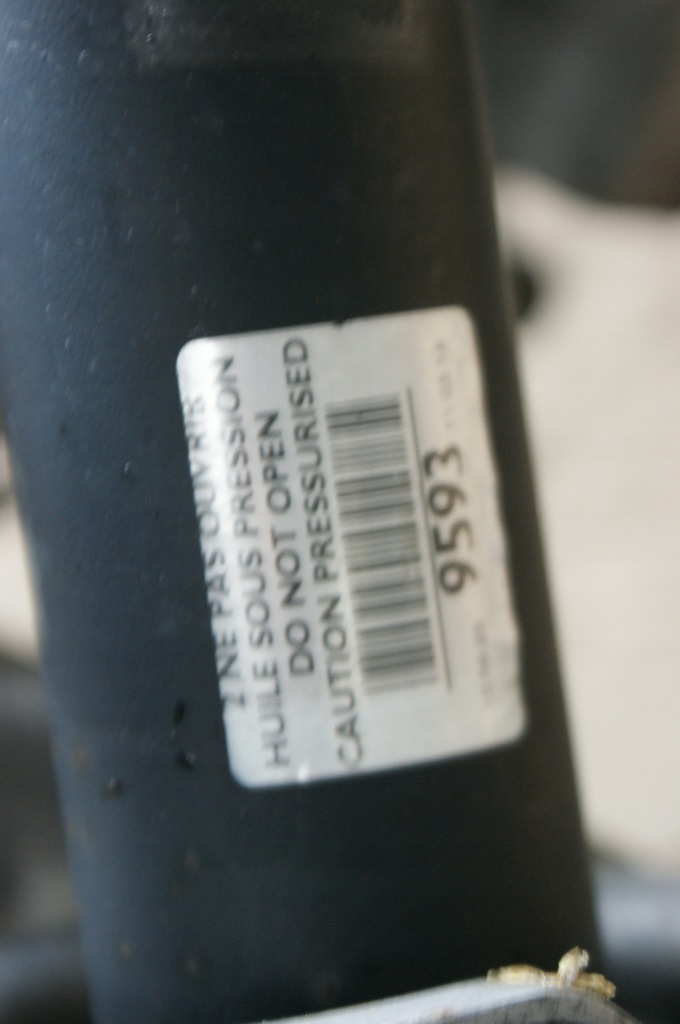 NE PAS OUVRIR
HUILE SOUS PRESSION
DO NOT OPEN
CAUTION PRESSURISED
9593